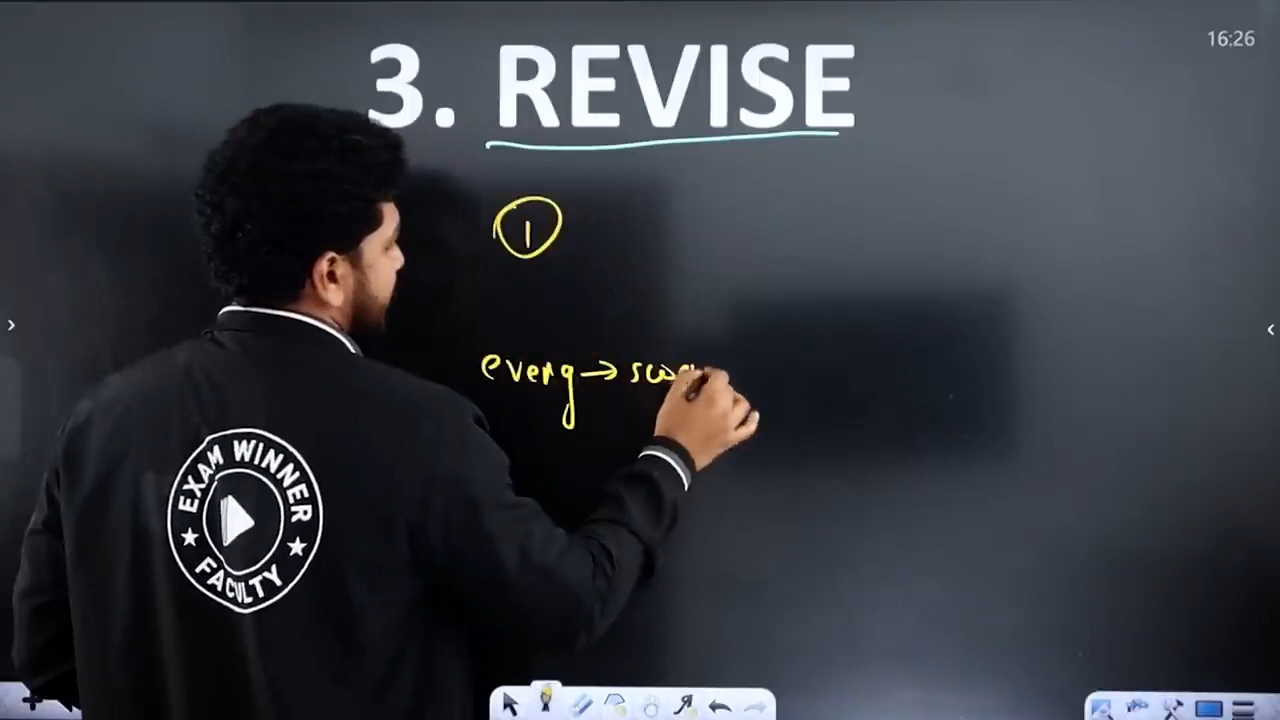 16:26
3. REVISE
1
every →
EXAM WINNER
FACULTY